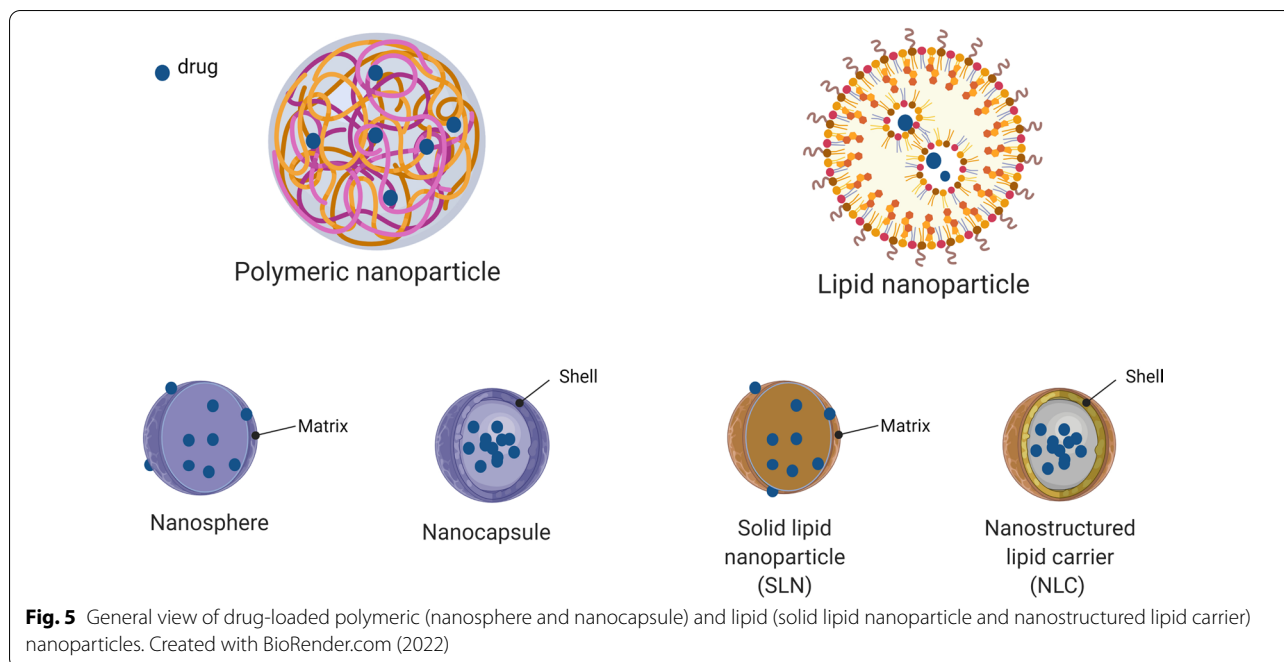 drug
Polymeric nanoparticle
Lipid nanoparticle
Matrix
Nanosphere
Shell
Nanocapsule
Matrix
Solid lipid
nanoparticle
(SLN)
Shell
Nanostructured
lipid carrier
(NLC)
Fig. 5 General view of drug-loaded polymeric (nanosphere and nanocapsule) and lipid (solid lipid nanoparticle and nanostructured lipid carrier)
nanoparticles. Created with BioRender.com (2022)